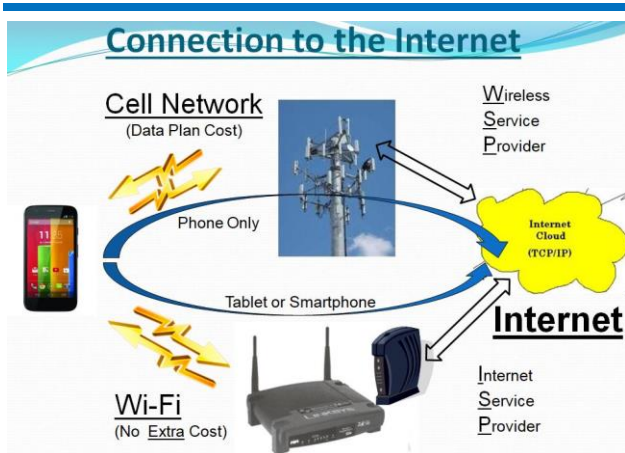 Connection to the Internet
Cell Network
(Data Plan Cost)
Wireless
Service
Provider
Phone Only
Internet
Cloud
(TCP/IP)
Tablet or Smartphone
Internet
Wi-Fi
(No Extra Cost)
LINKSYS
Internet
Service
Provider